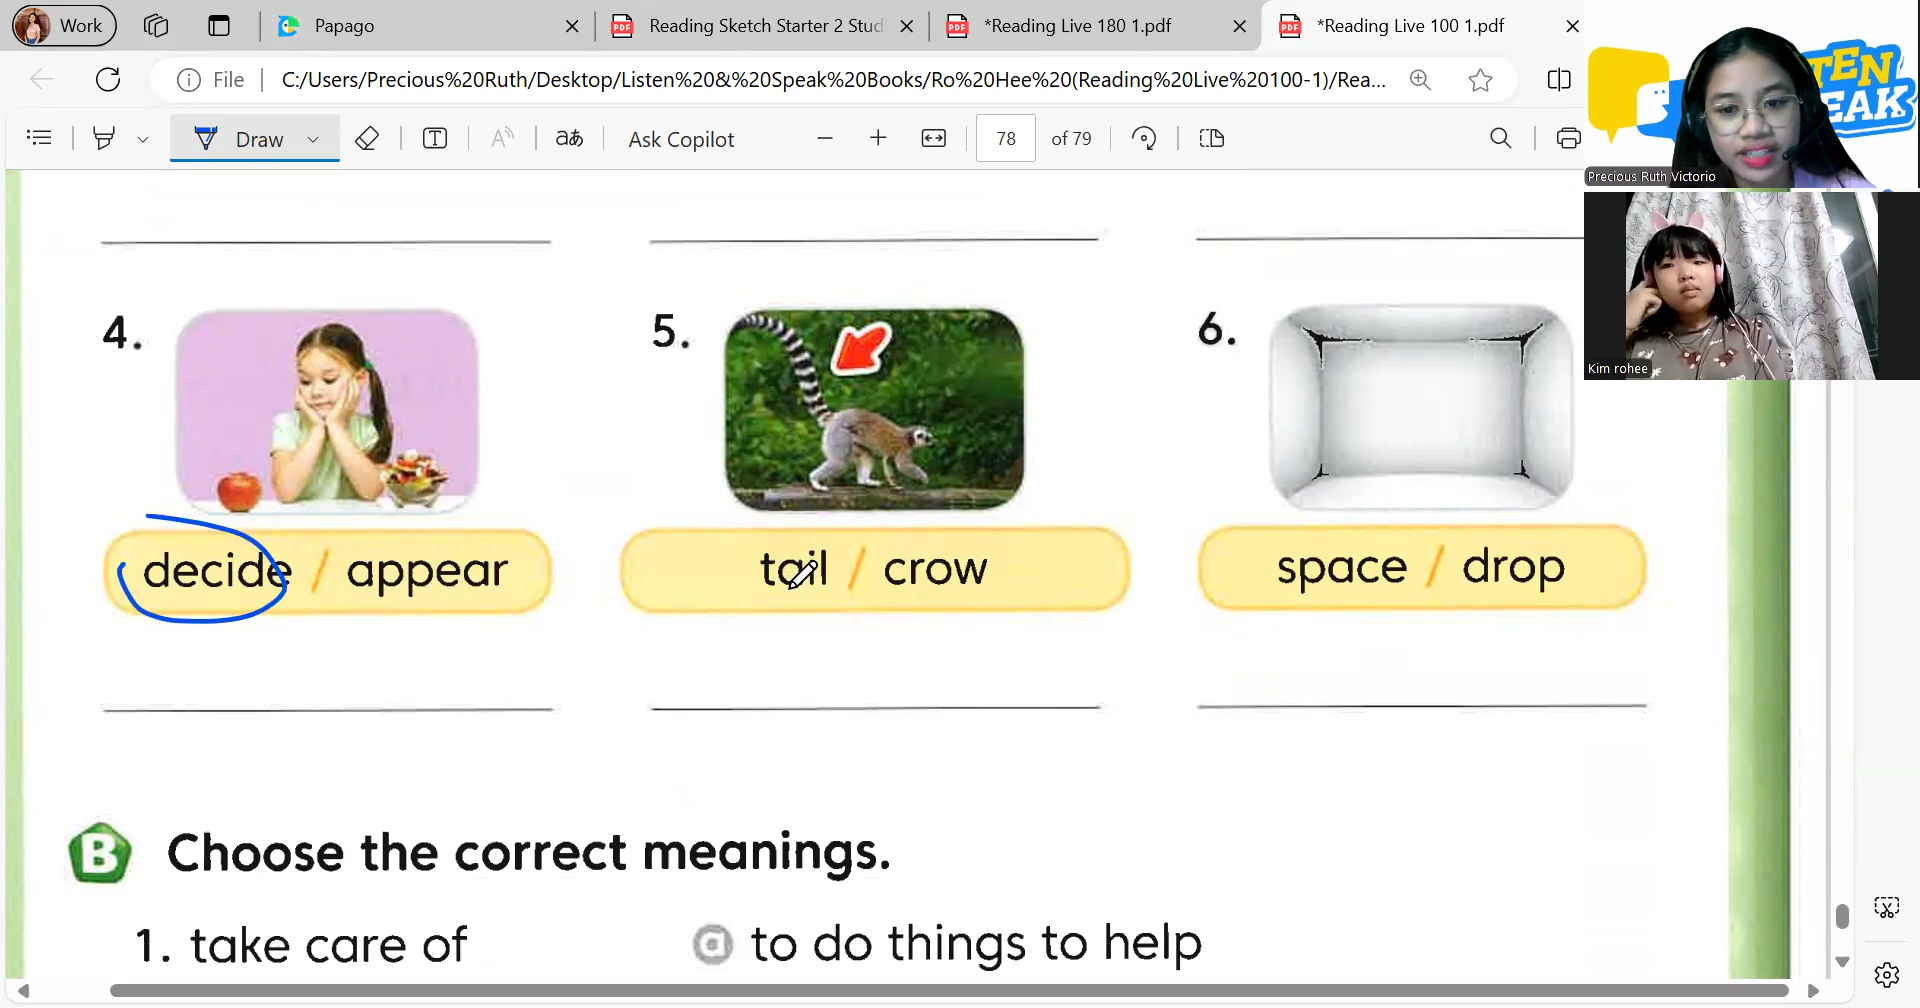 Work
Papago
Reading Sketch Starter 2 Stud
*Reading Live 180 1.pdf
*Reading Live 100 1.pdf
File
C:/Users/Precious%20Ruth/Desktop/Listen%20&%20Speak%20Books/Ro%20Hee%20(Reading%20Live%20100-1)/Rea...
Draw
Ask Copilot
78 of 79
TEN
EAK
Precious Ruth Victorio
Kim rohee
4.
5.
6.
decide / appear
tail / crow
space / drop
B Choose the correct meanings.
1. take care of
a to do things to help